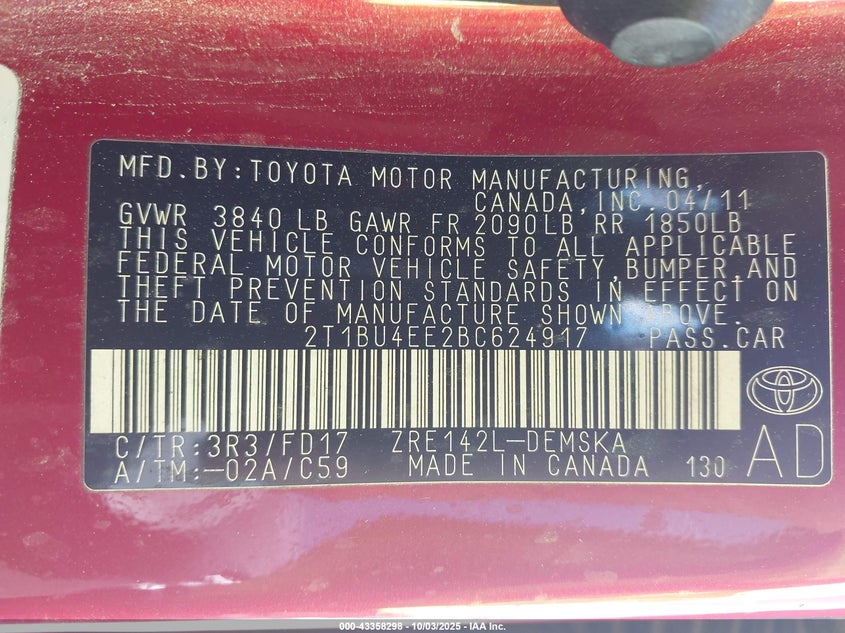 MFD.BY:TOYOTA MOTOR MANUFACTURING,
CANADA,INC.04/11
GVWR 3840 LB GAWR FR 2090LB,RR 1850LB
THIS VEHICLE CONFORMS TO ALL APPLICABLE
FEDERAL MOTOR VEHICLE SAFETY,BUMPER,AND
THEFT PREVENTION STANDARDS IN EFFECT ON
THE DATE OF MANUFACTURE SHOWN ABOVE.
2T1BU4EE2BC624917 PASS.CAR
C/TR:3R3/FD17 ZRE142L-DEMSKA
A/TM:-02A/C59 MADE IN CANADA 130 AD
000-43358298 - 10/03/2025 - IAA Inc.